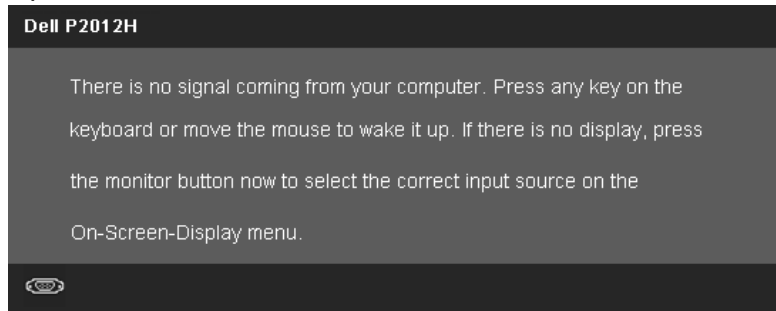 Dell P2012H
There is no signal coming from your computer. Press any key on the
keyboard or move the mouse to wake it up. If there is no display, press
the monitor button now to select the correct input source on the
On-Screen-Display menu.